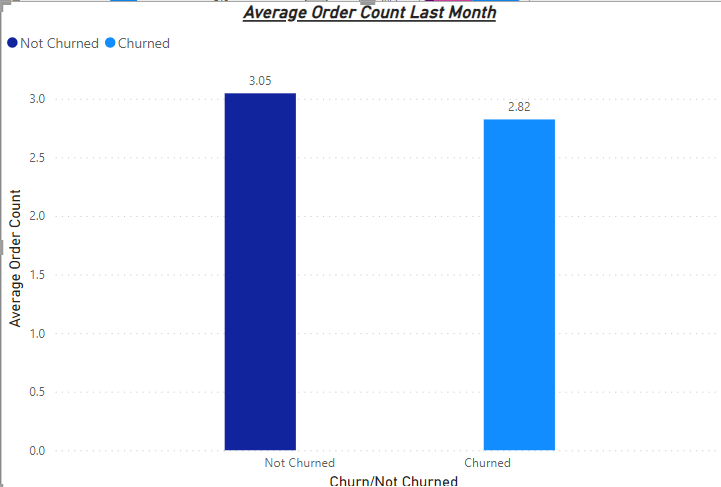 Average Order Count Last Month
Not Churned Churned
3.05
2.82
3.0
2.5
2.0
1.5
1.0
0.5
0.0
Average Order Count
Not Churned Churned
Churn/Not Churned